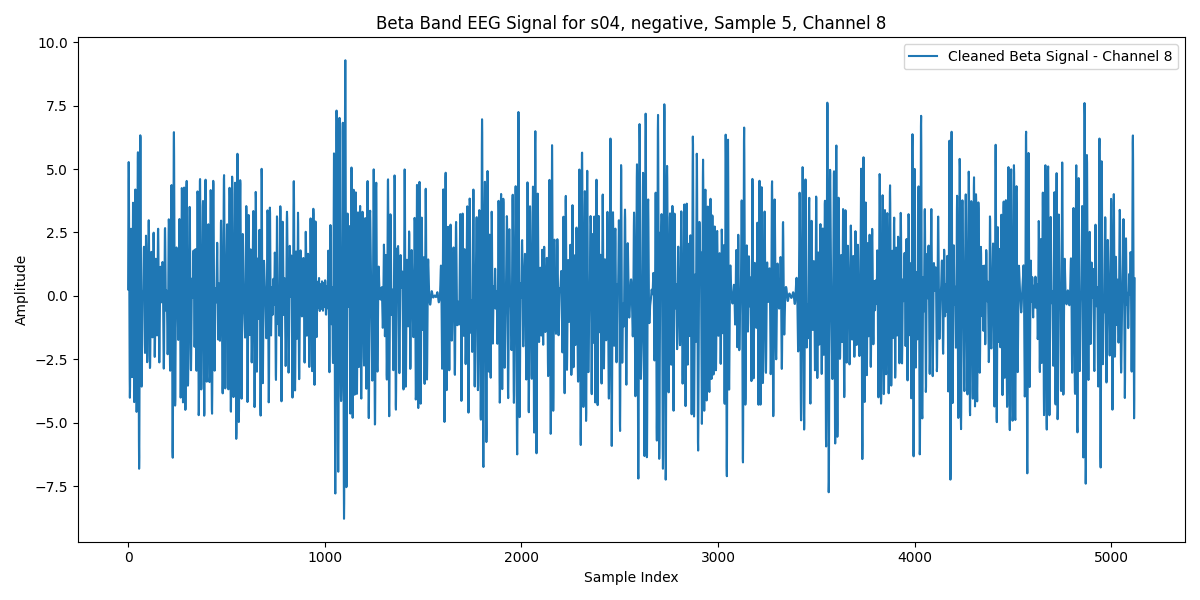 Beta Band EEG Signal for s04, negative, Sample 5, Channel 8
Cleaned Beta Signal - Channel 8
Amplitude
10.0
7.5
5.0
2.5
0.0
−2.5
−5.0
−7.5
0 1000 2000 3000 4000 5000
Sample Index